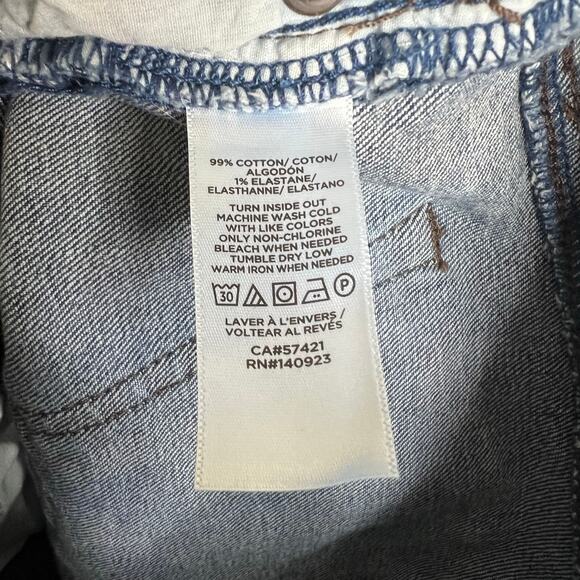 99% COTTON/ COTON/
ALGODÓN
1% ELASTANE/
ELASTHANNE/ ELASTANO
TURN INSIDE OUT
MACHINE WASH COLD
WITH LIKE COLORS
ONLY NON-CHLORINE
BLEACH WHEN NEEDED
TUMBLE DRY LOW
WARM IRON WHEN NEEDED
30 P
LAVER À L'ENVERS/
VOLTEAR AL REVÉS
CA#57421
RN#140923